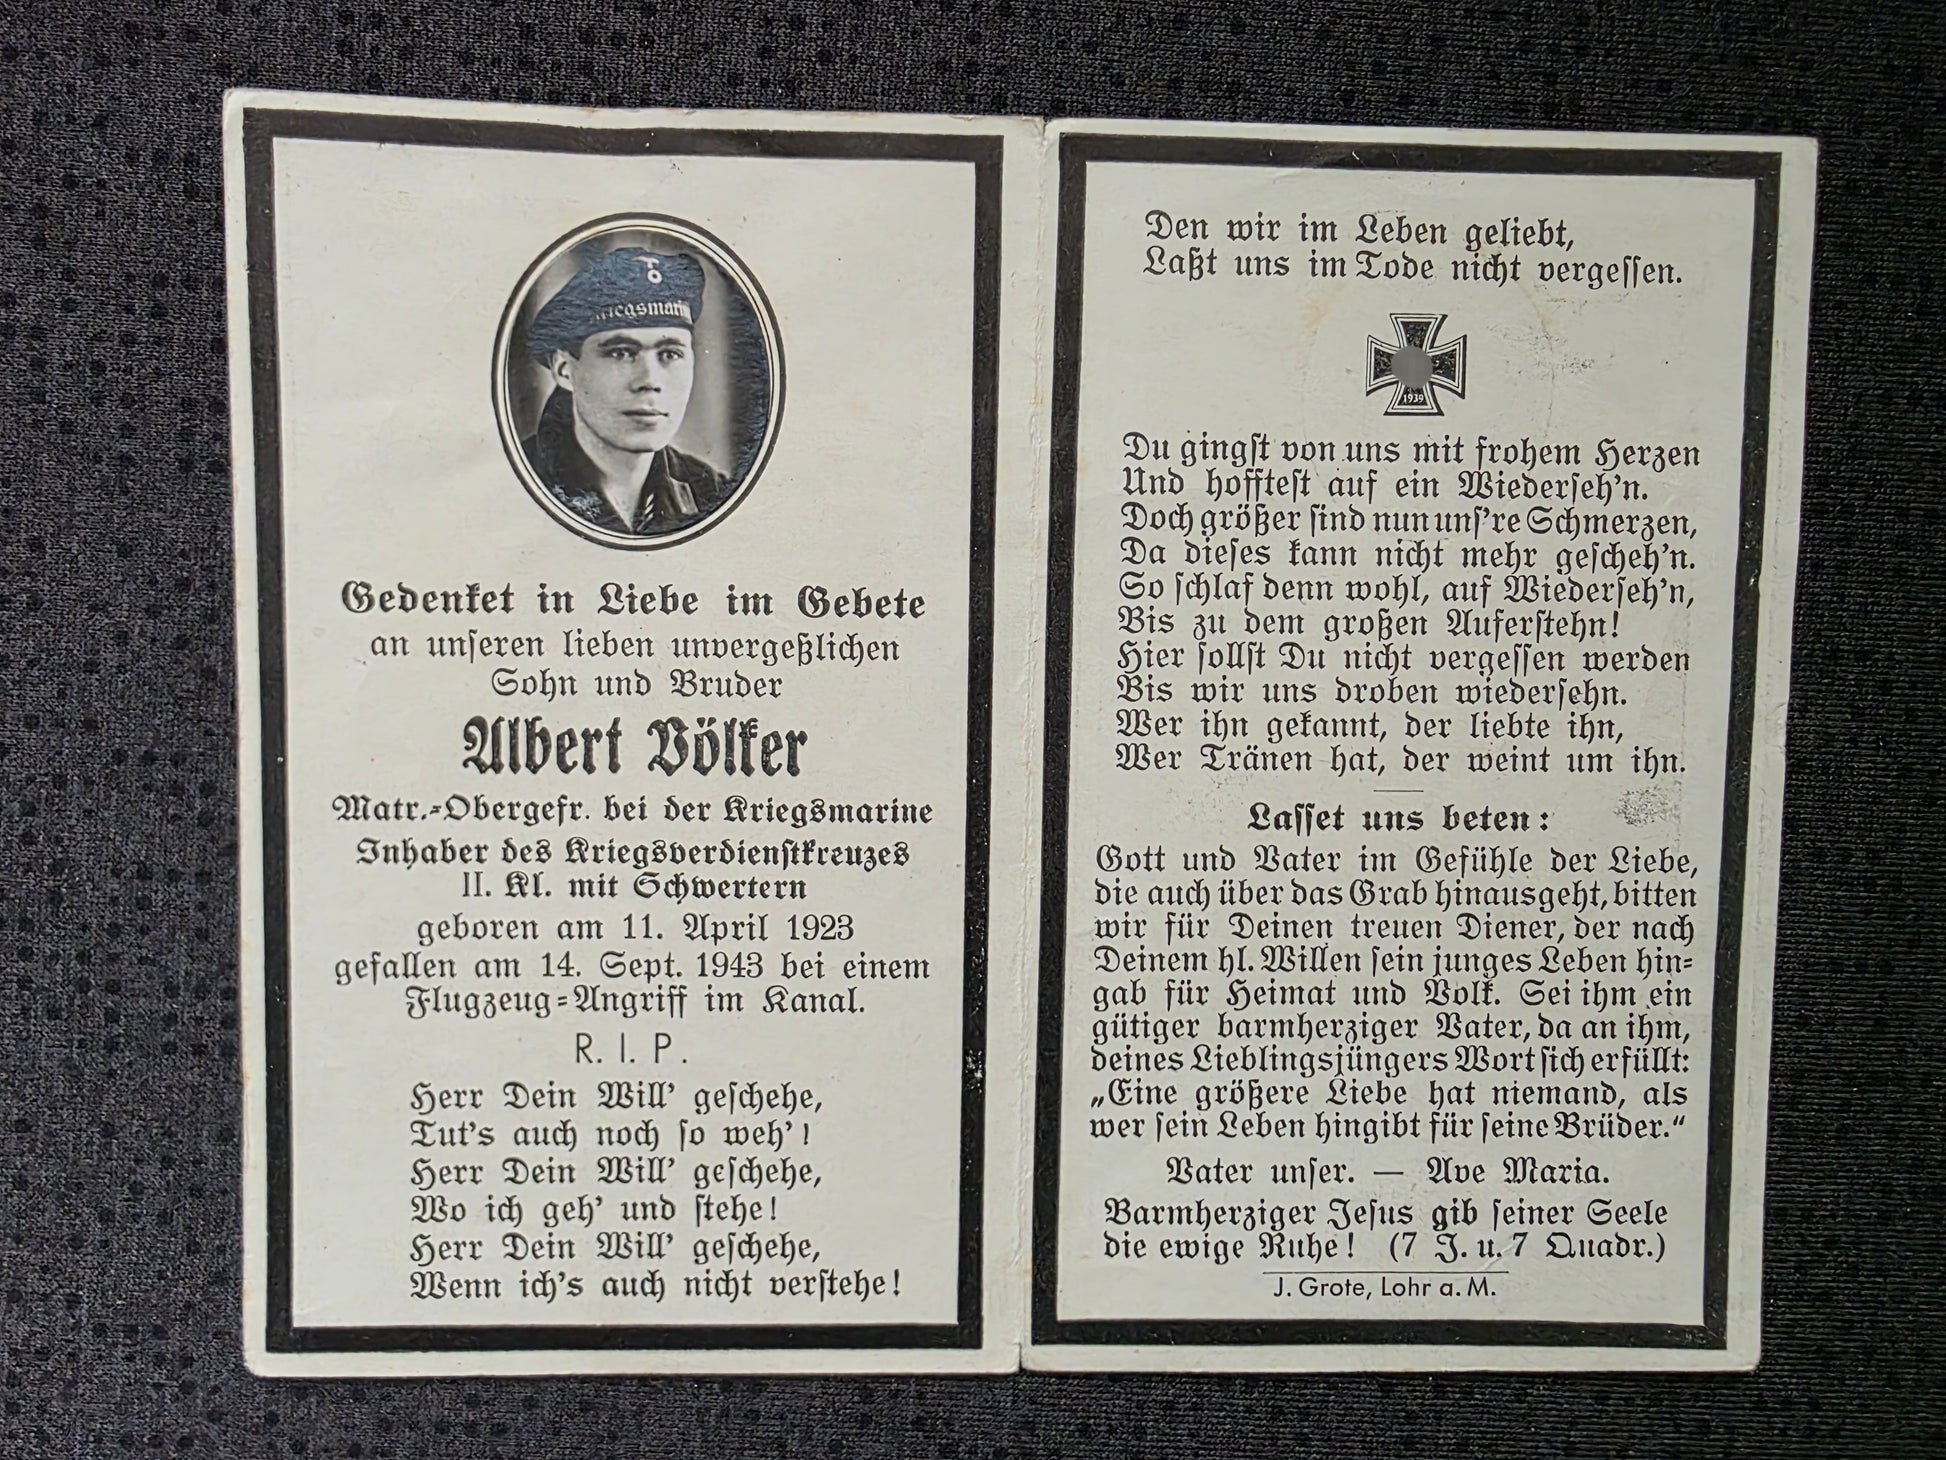 iegsmari
Gedenket in Liebe im Gebete
an unseren lieben unvergeßlichen
Sohn und Bruder
Albert Völker
Matr.-Obergefr. bei der Kriegsmarine
Inhaber des Kriegsverdienstkreuzes
II. Kl. mit Schwertern
geboren am 11. April 1923
gefallen am 14. Sept. 1943 bei einem
Flugzeug-Angriff im Kanal.
R. I. P.
Herr Dein Will' geschehe,
Tut's auch noch so weh'!
Herr Dein Will' geschehe,
Wo ich geh' und stehe!
Herr Dein Will' geschehe,
Wenn ich's auch nicht verstehe!
Den wir im Leben geliebt,
Laßt uns im Tode nicht vergessen.
1939
Du gingst von uns mit frohem Herzen
Und hofftest auf ein Wiederseh'n.
Doch größer sind nun uns're Schmerzen,
Da dieses kann nicht mehr gescheh'n.
So schlaf denn wohl, auf Wiederseh'n,
Bis zu dem großen Auferstehn!
Hier sollst Du nicht vergessen werden
Bis wir uns droben wiedersehn.
Wer ihn gekannt, der liebte ihn,
Wer Tränen hat, der weint um ihn.
Lasset uns beten:
Gott und Vater im Gefühle der Liebe,
die auch über das Grab hinausgeht, bitten
wir für Deinen treuen Diener, der nach
Deinem hl. Willen sein junges Leben hin-
gab für Heimat und Volk. Sei ihm ein
gütiger barmherziger Vater, da an ihm,
deines Lieblingsjüngers Wort sich erfüllt:
„Eine größere Liebe hat niemand, als
wer sein Leben hingibt für seine Brüder."
Vater unser. — Ave Maria.
Barmherziger Jesus gib seiner Seele
die ewige Ruhe! (7 J. u. 7 Quadr.)
J. Grote, Lohr a. M.